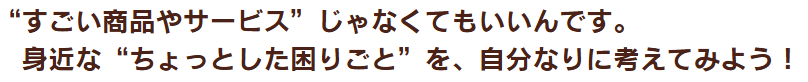 “すごい商品やサービス”じゃなくてもいいんです。
身近な“ちょっとした困りごと”を、自分なりに考えてみよう！